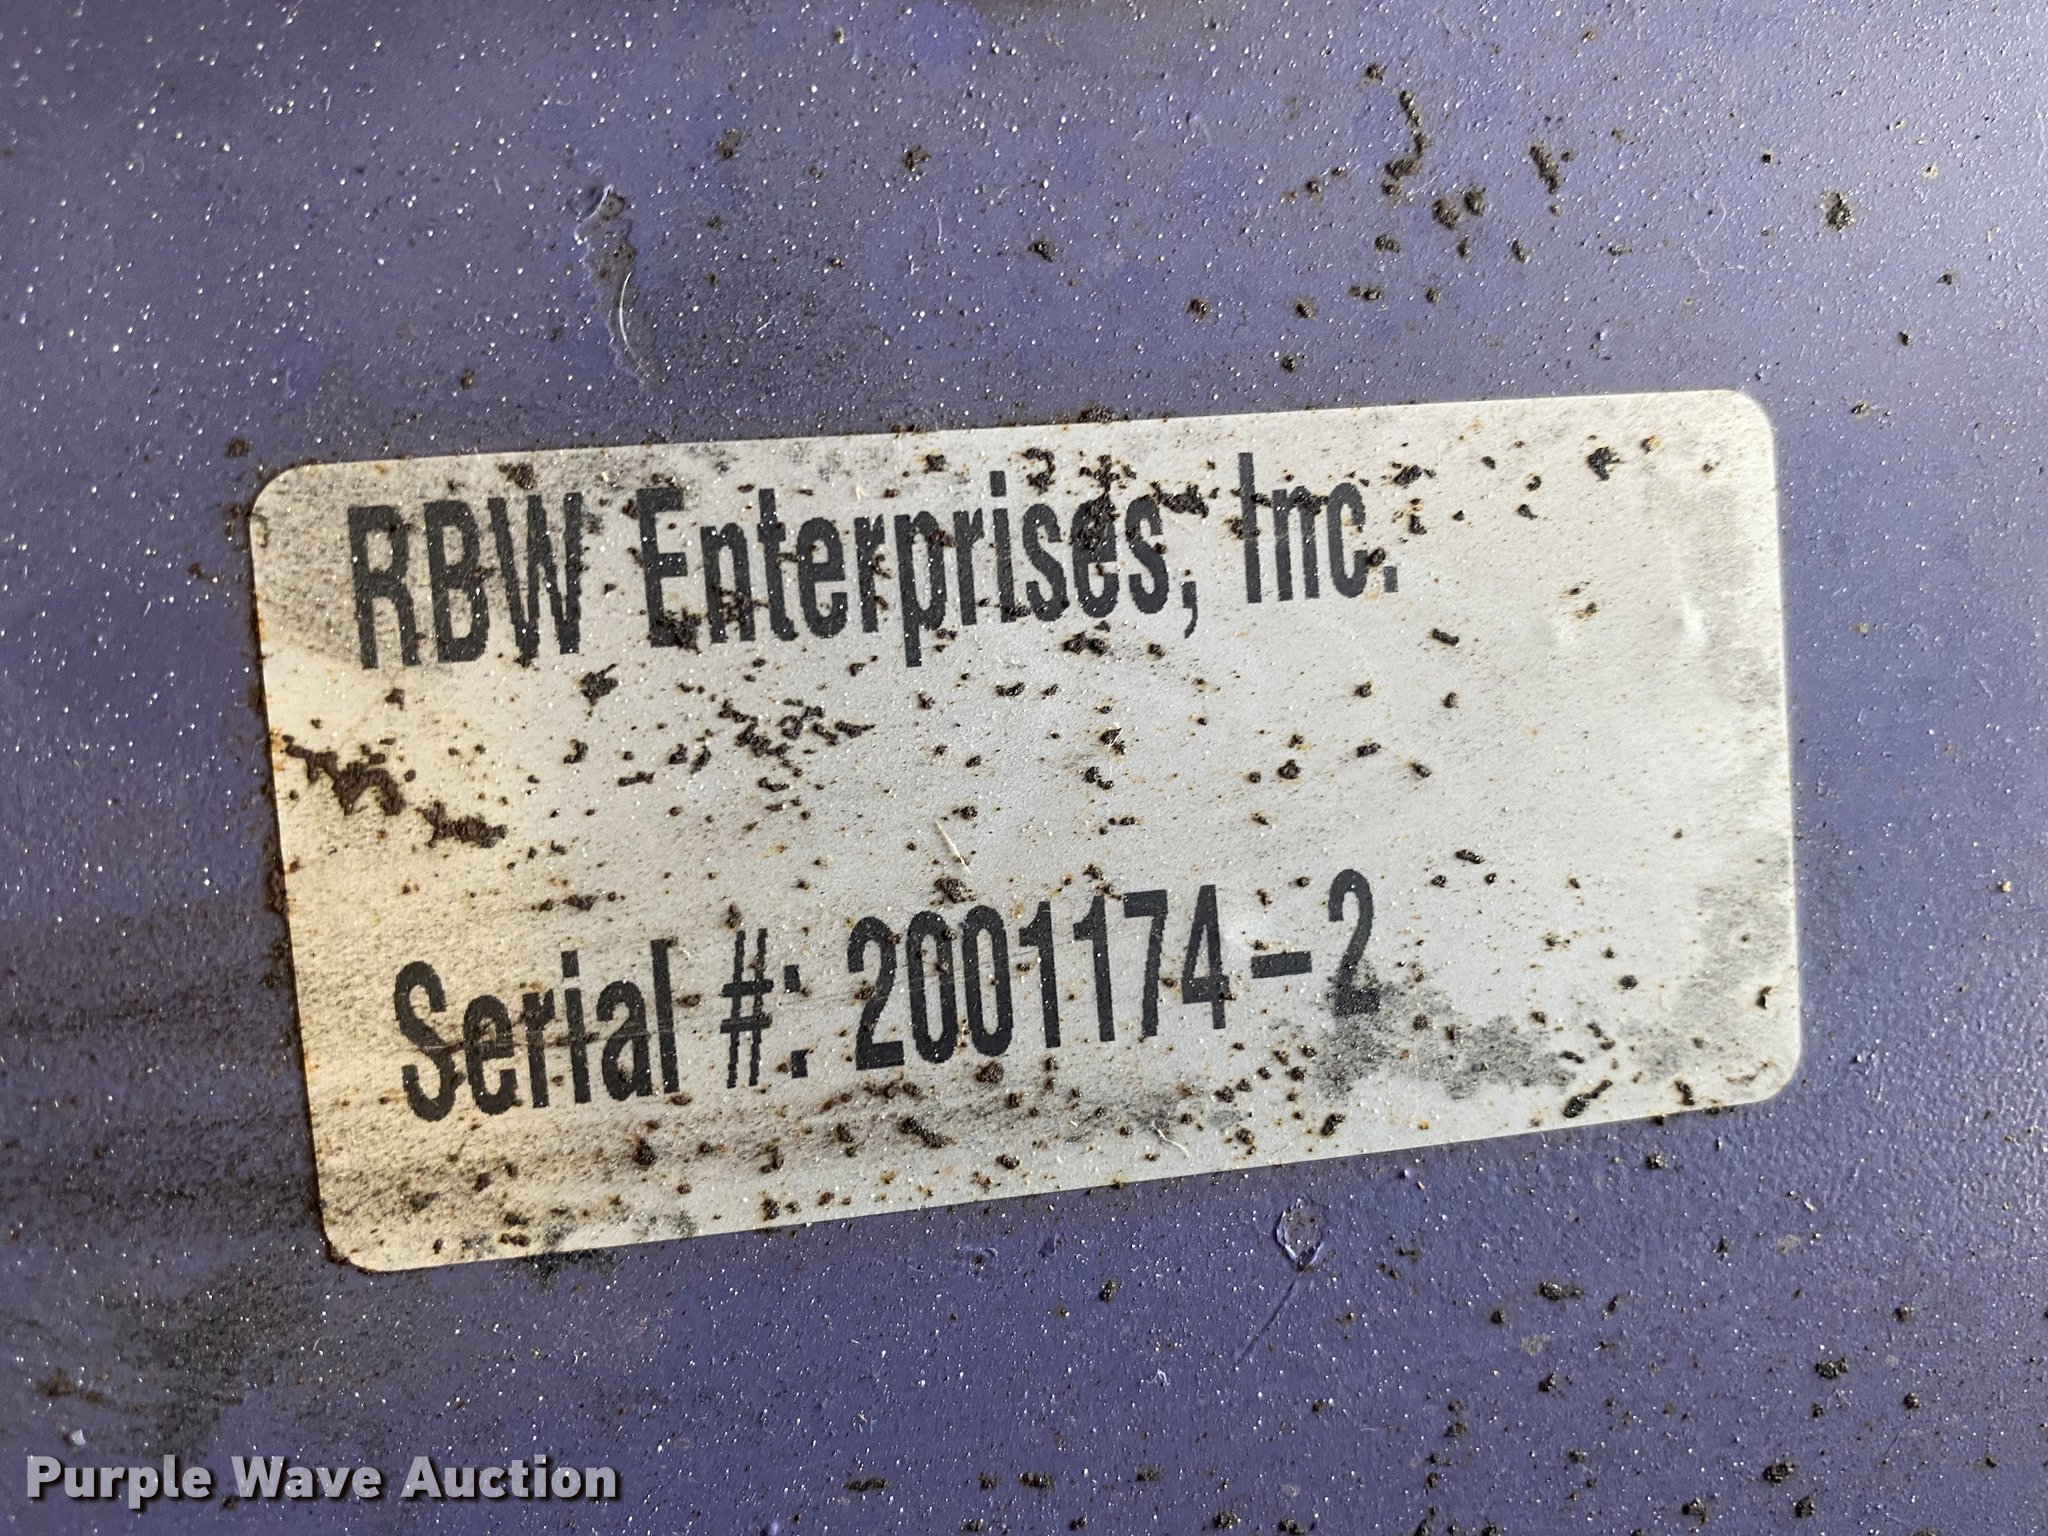 RBW Enterprises, Inc.
Serial #: 2001174-2
Purple Wave Auction